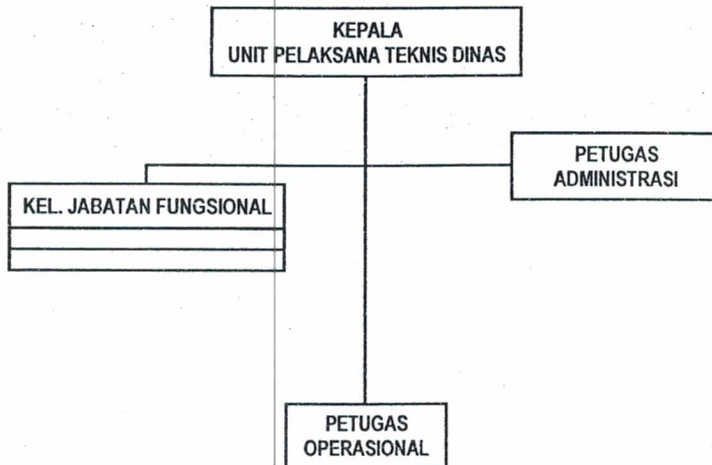 KEPALA
UNIT PELAKSANA TEKNIS DINAS
PETUGAS
ADMINISTRASI
KEL. JABATAN FUNGSIONAL
PETUGAS
OPERASIONAL